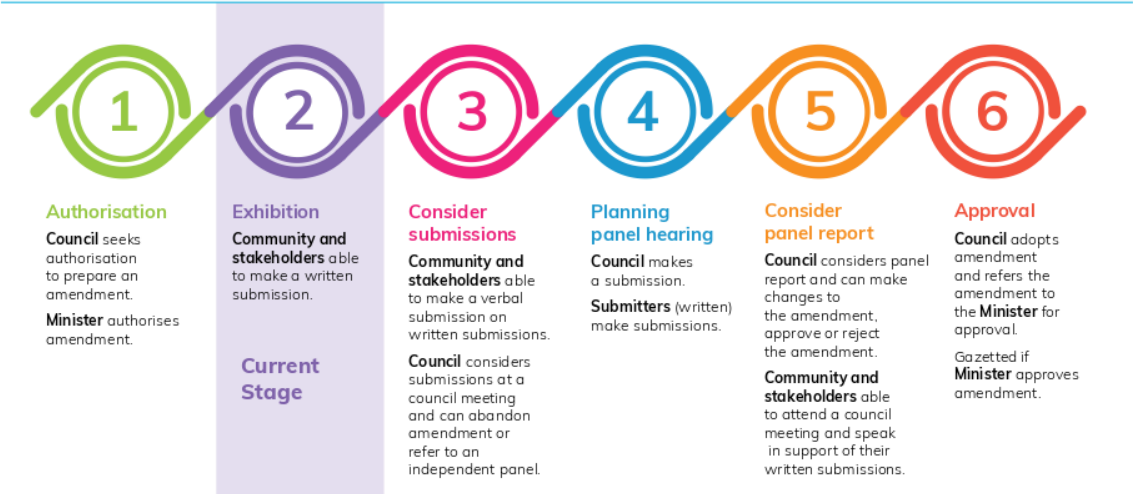 1
Authorisation
Council seeks
authorisation
to prepare an
amendment.
Minister authorises
amendment.
2
Exhibition
Community and
stakeholders able
to make a written
submission.
Current
Stage
3
Consider
submissions
Community and
stakeholders able
to make a verbal
submission on
written submissions.
Council considers
submissions at a
council meeting
and can abandon
amendment or
refer to an
independent panel.
4
Planning
panel hearing
Council makes
a submission.
Submitters (written)
make submissions.
5
Consider
panel report
Council considers panel
report and can make
changes to
the amendment,
approve or reject
the amendment.
Community and
stakeholders able
to attend a council
meeting and speak
in support of their
written submissions.
6
Approval
Council adopts
amendment
and refers the
amendment to
the Minister for
approval.
Gazetted if
Minister approves
amendment.